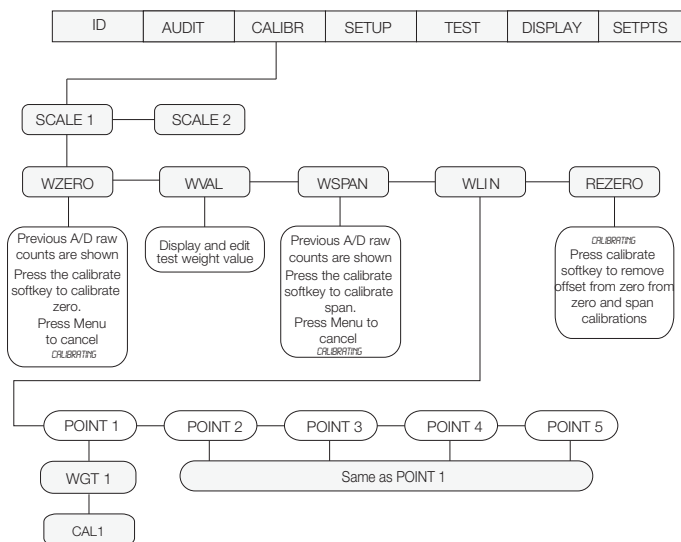 ID AUDIT CALIBR SETUP TEST DISPLAY SETPTS
SCALE 1 SCALE 2
WZERO WVAL WSPAN WLIN REZERO
Previous A/D raw
counts are shown
Press the calibrate
softkey to calibrate
zero.
Press Menu
to cancel
CALIBRATING
Display and edit
test weight value
Previous A/D raw
counts are shown
Press the calibrate
softkey to calibrate
span.
Press Menu to
cancel
CALIBRATING
CALIBRATING
Press calibrate
softkey to remove
offset from zero from
zero and span
calibrations
POINT 1 POINT 2 POINT 3 POINT 4 POINT 5
WGT 1
Same as POINT 1
CAL1